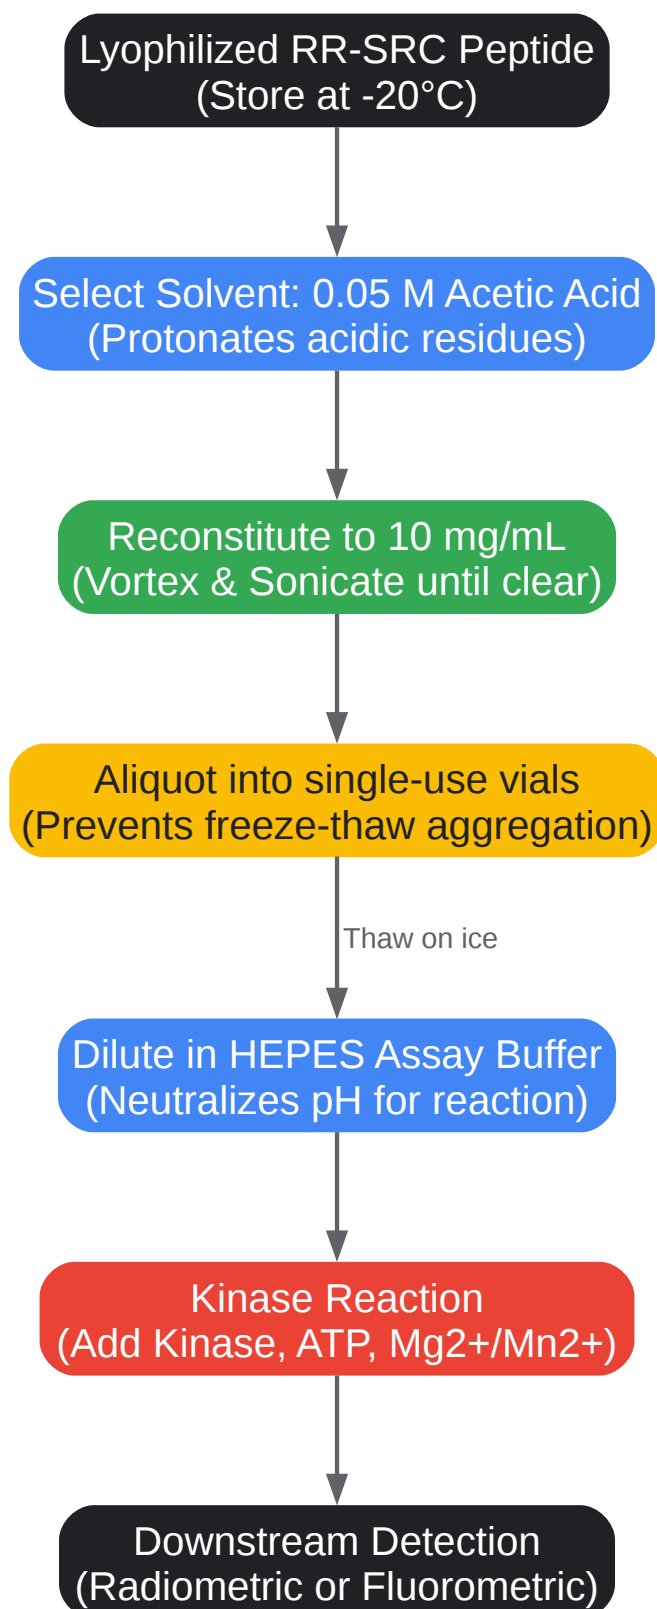 Lyophilized RR-SRC Peptide
(Store at -20°C)
Select Solvent: 0.05 M Acetic Acid
(Protonates acidic residues)
Reconstitute to 10 mg/mL
(Vortex & Sonicate until clear)
Aliquot into single-use vials
(Prevents freeze-thaw aggregation)
Thaw on ice
Dilute in HEPES Assay Buffer
(Neutralizes pH for reaction)
Kinase Reaction
(Add Kinase, ATP, Mg2+/Mn2+)
Downstream Detection
(Radiometric or Fluorometric)